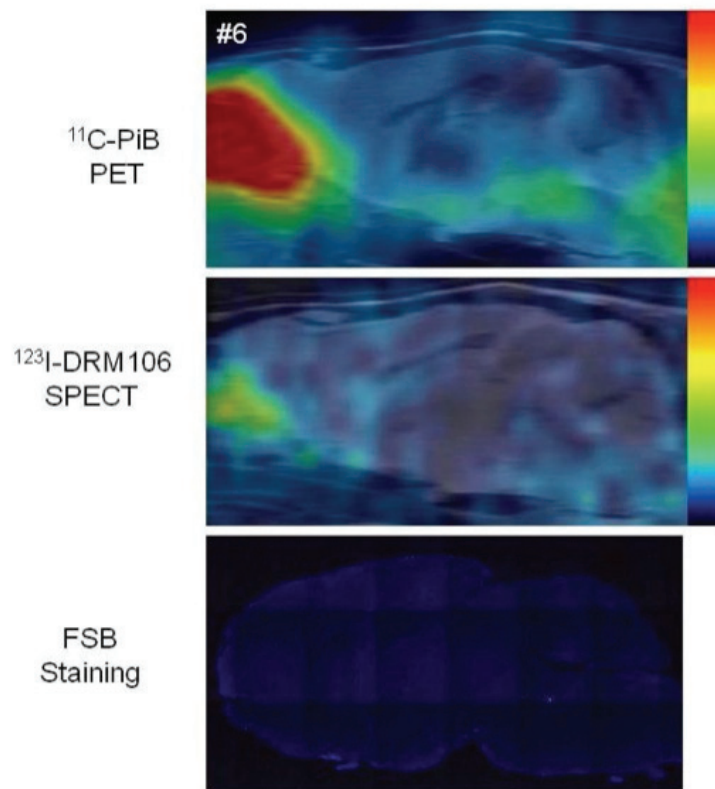 #6
¹¹C-PiB
PET
¹²³I-DRM106
SPECT
FSB
Staining